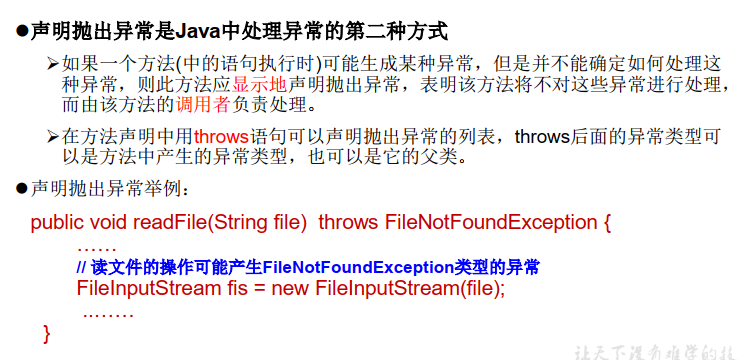 ●声明抛出异常是Java中处理异常的第二种方式
➢如果一个方法(中的语句执行时)可能生成某种异常，但是并不能确定如何处理这
种异常，则此方法应显示地声明抛出异常，表明该方法将不对这些异常进行处理，
而由该方法的调用者负责处理。
➢在方法声明中用throws语句可以声明抛出异常的列表，throws后面的异常类型可
以是方法中产生的异常类型，也可以是它的父类。
●声明抛出异常举例：
public void readFile(String file)  throws FileNotFoundException {
……
// 读文件的操作可能产生FileNotFoundException类型的异常
FileInputStream fis = new FileInputStream(file);
..……
}
让天下没有难学的技